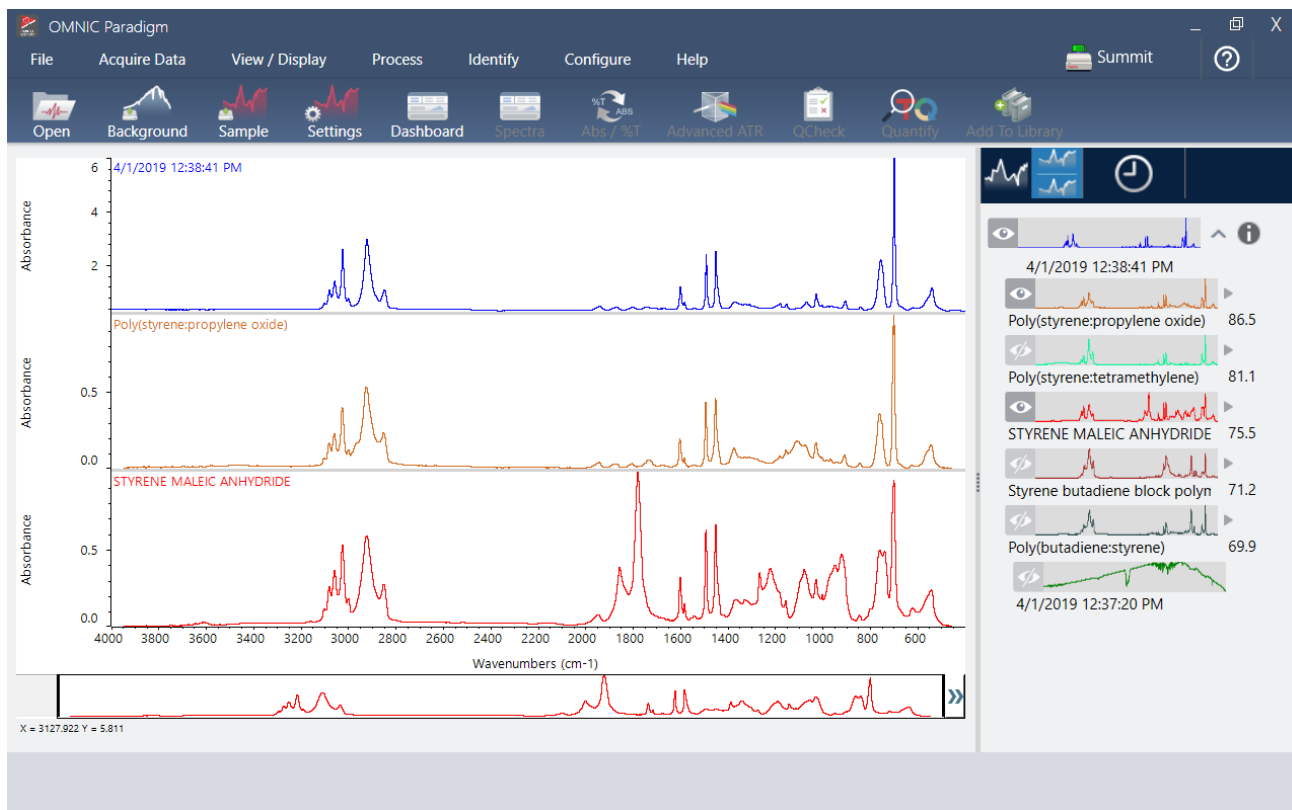 OMNIC Paradigm
_ X
File Acquire Data View / Display Process Identify Configure Help Summit ?
%T ABS
Open Background Sample Settings Dashboard Spectra Abs / %T Advanced ATR QCheck Quantify Add To Library
4/1/2019 12:38:41 PM
6
4
2
Absorbance
Poly(styrene:propylene oxide)
0.5
0.0
Absorbance
STYRENE MALEIC ANHYDRIDE
0.5
0.0
Absorbance
4000 3800 3600 3400 3200 3000 2800 2600 2400 2200 2000 1800 1600 1400 1200 1000 800 600
Wavenumbers (cm-1)
X = 3127.922 Y = 5.811
4/1/2019 12:38:41 PM
Poly(styrene:propylene oxide) 86.5
Poly(styrene:tetramethylene) 81.1
STYRENE MALEIC ANHYDRIDE 75.5
Styrene butadiene block polym 71.2
Poly(butadiene:styrene) 69.9
4/1/2019 12:37:20 PM